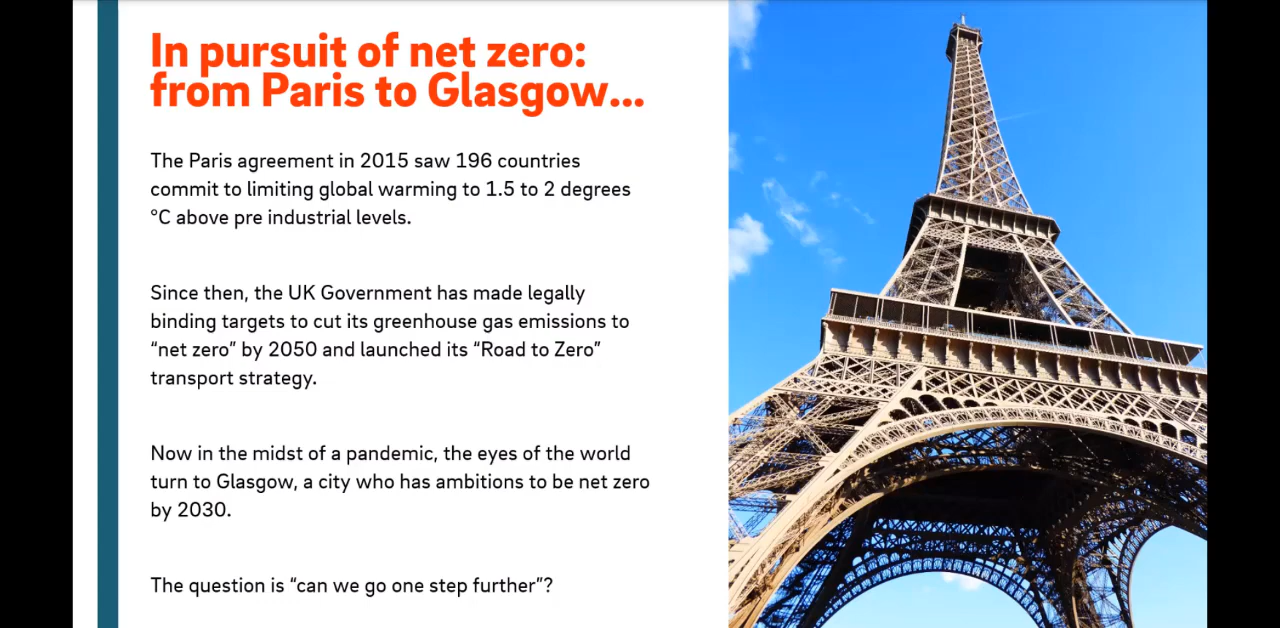 In pursuit of net zero:
from Paris to Glasgow...
The Paris agreement in 2015 saw 196 countries
commit to limiting global warming to 1.5 to 2 degrees
°C above pre industrial levels.
Since then, the UK Government has made legally
binding targets to cut its greenhouse gas emissions to
“net zero” by 2050 and launched its “Road to Zero”
transport strategy.
Now in the midst of a pandemic, the eyes of the world
turn to Glasgow, a city who has ambitions to be net zero
by 2030.
The question is “can we go one step further”?